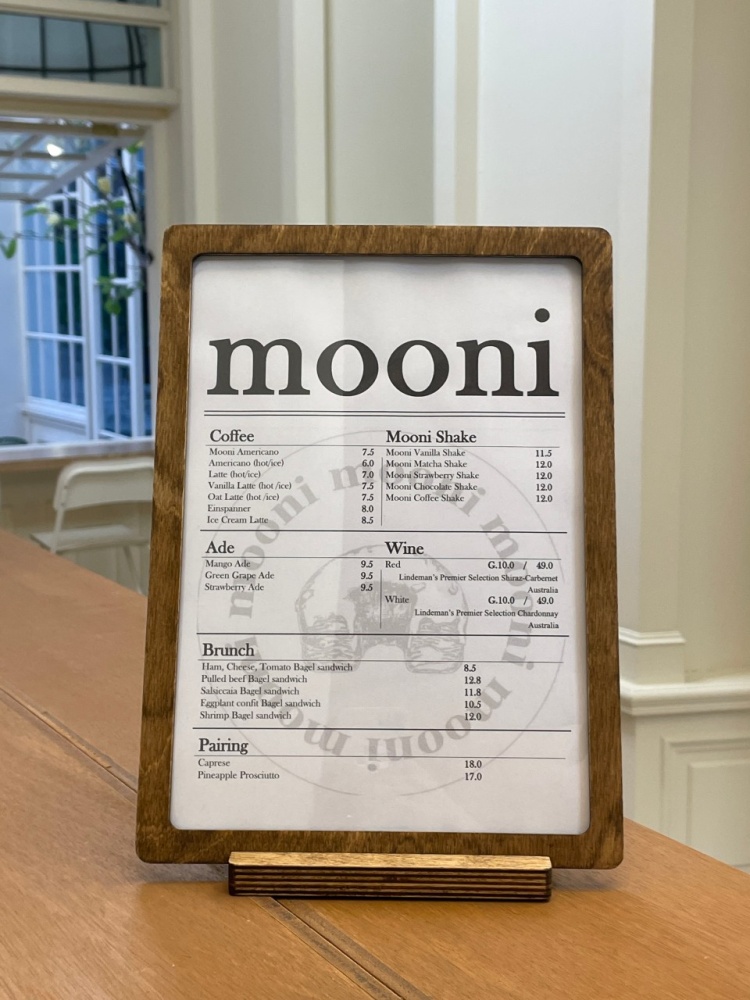 mooni
Coffee
Mooni Americano 7.5
Americano (hot/ice) 6.0
Latte (hot/ice) 7.0
Vanilla Latte (hot /ice) 7.5
Oat Latte (hot /ice) 7.5
Einspanner 8.0
Ice Cream Latte 8.5
Mooni Shake
Mooni Vanilla Shake 11.5
Mooni Matcha Shake 12.0
Mooni Strawberry Shake 12.0
Mooni Chocolate Shake 12.0
Mooni Coffee Shake 12.0
Ade
Mango Ade 9.5
Green Grape Ade 9.5
Strawberry Ade 9.5
Wine
Red G.10.0 / 49.0
Lindeman's Premier Selection Shiraz-Carbernet
Australia
White G.10.0 / 49.0
Lindeman's Premier Selection Chardonnay
Australia
Brunch
Ham, Cheese, Tomato Bagel sandwich 8.5
Pulled beef Bagel sandwich 12.8
Salsiccaia Bagel sandwich 11.8
Eggplant confit Bagel sandwich 10.5
Shrimp Bagel sandwich 12.0
Pairing
Caprese 18.0
Pineapple Prosciutto 17.0
mooni mooni mooni mooni mooni mooni mooni